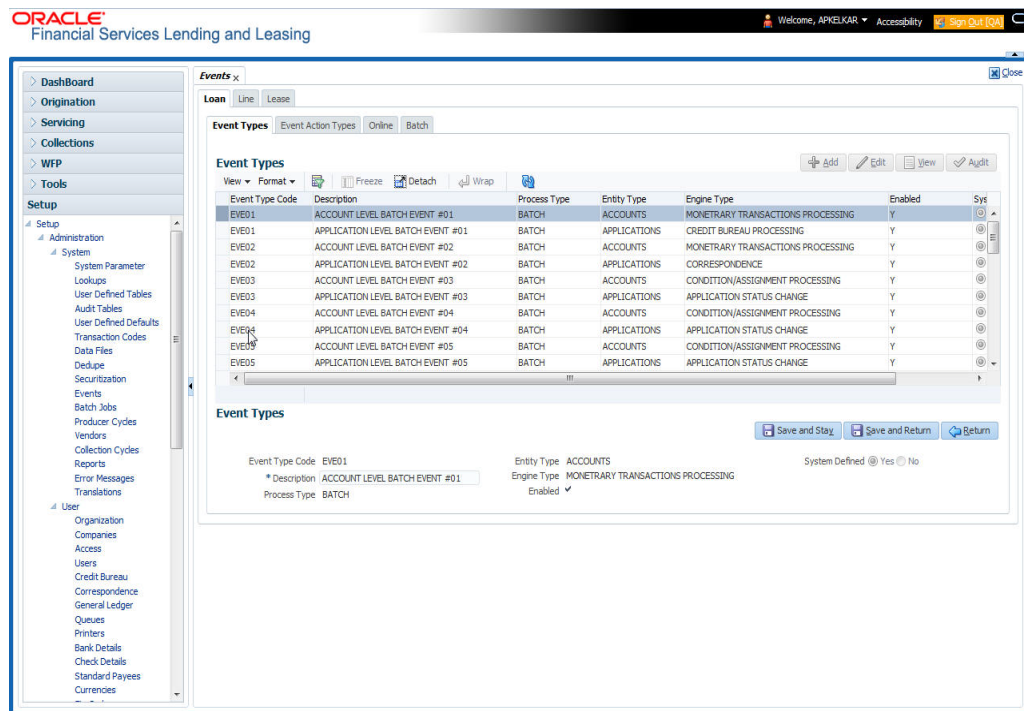 ORACLE
Financial Services Lending and Leasing
Welcome, APKELKAR Accessibility Sign Out [QA]
Close
DashBoard
Origination
Servicing
Collections
WFP
Tools
Setup
Setup
Administration
System
System Parameter
Lookups
User Defined Tables
Audit Tables
User Defined Defaults
Transaction Codes
Data Files
Dedupe
Securitization
Events
Batch Jobs
Producer Cycles
Vendors
Collection Cycles
Reports
Error Messages
Translations
User
Organization
Companies
Access
Users
Credit Bureau
Correspondence
General Ledger
Queues
Printers
Bank Details
Check Details
Standard Payees
Currencies
Events x
Loan Line Lease
Event Types Event Action Types Online Batch
Event Types
Add Edit View Audit
View Format Freeze Detach Wrap
Event Type Code Description Process Type Entity Type Engine Type Enabled Sys
EVE01 ACCOUNT LEVEL BATCH EVENT #01 BATCH ACCOUNTS MONETRARY TRANSACTIONS PROCESSING Y
EVE01 APPLICATION LEVEL BATCH EVENT #01 BATCH APPLICATIONS CREDIT BUREAU PROCESSING Y
EVE02 ACCOUNT LEVEL BATCH EVENT #02 BATCH ACCOUNTS MONETRARY TRANSACTIONS PROCESSING Y
EVE02 APPLICATION LEVEL BATCH EVENT #02 BATCH APPLICATIONS CORRESPONDENCE Y
EVE03 ACCOUNT LEVEL BATCH EVENT #03 BATCH ACCOUNTS CONDITION/ASSIGNMENT PROCESSING Y
EVE03 APPLICATION LEVEL BATCH EVENT #03 BATCH APPLICATIONS APPLICATION STATUS CHANGE Y
EVE04 ACCOUNT LEVEL BATCH EVENT #04 BATCH ACCOUNTS CONDITION/ASSIGNMENT PROCESSING Y
EVE04 APPLICATION LEVEL BATCH EVENT #04 BATCH APPLICATIONS APPLICATION STATUS CHANGE Y
EVE05 ACCOUNT LEVEL BATCH EVENT #05 BATCH ACCOUNTS CONDITION/ASSIGNMENT PROCESSING Y
EVE05 APPLICATION LEVEL BATCH EVENT #05 BATCH APPLICATIONS APPLICATION STATUS CHANGE Y
Event Types
Save and Stay Save and Return Return
Event Type Code EVE01 Entity Type ACCOUNTS System Defined Yes No
* Description ACCOUNT LEVEL BATCH EVENT #01 Engine Type MONETRARY TRANSACTIONS PROCESSING
Process Type BATCH Enabled